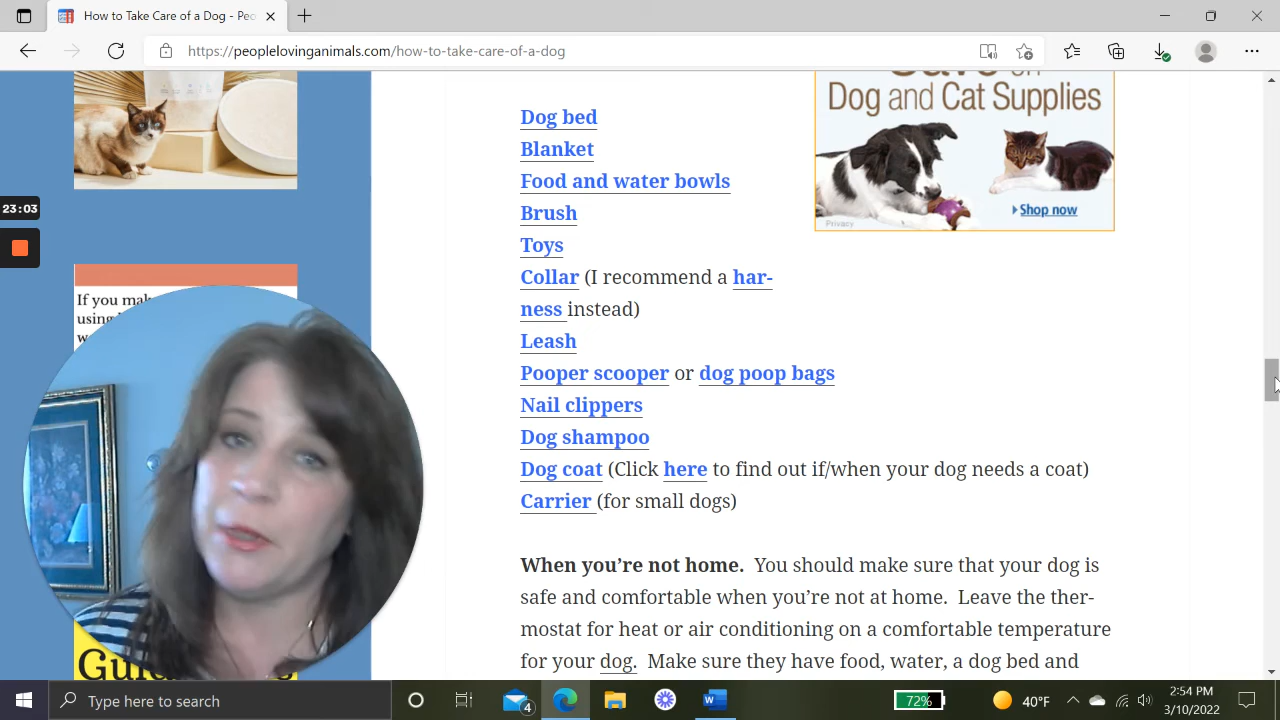 How to Take Care of a Dog - Peo
https://peoplelovinganimals.com/how-to-take-care-of-a-dog
Dog and Cat Supplies
Shop now
Privacy
Dog bed
Blanket
Food and water bowls
Brush
Toys
Collar (I recommend a har-
ness instead)
Leash
Pooper scooper or dog poop bags
Nail clippers
Dog shampoo
Dog coat (Click here to find out if/when your dog needs a coat)
Carrier (for small dogs)
When you’re not home. You should make sure that your dog is
safe and comfortable when you’re not at home. Leave the ther-
mostat for heat or air conditioning on a comfortable temperature
for your dog. Make sure they have food, water, a dog bed and
23:03
If you mak
using
Type here to search
4
W
72%
40°F
2:54 PM
3/10/2022